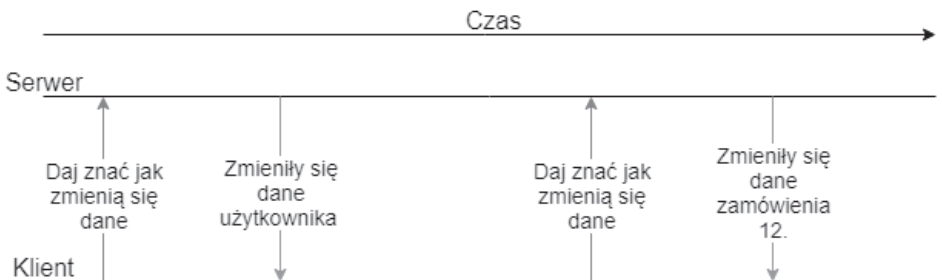 Czas
Serwer
Daj znać jak
zmienią się
dane
Zmieniły się
dane
użytkownika
Daj znać jak
zmienią się
dane
Zmieniły się
dane
zamówienia
12.
Klient